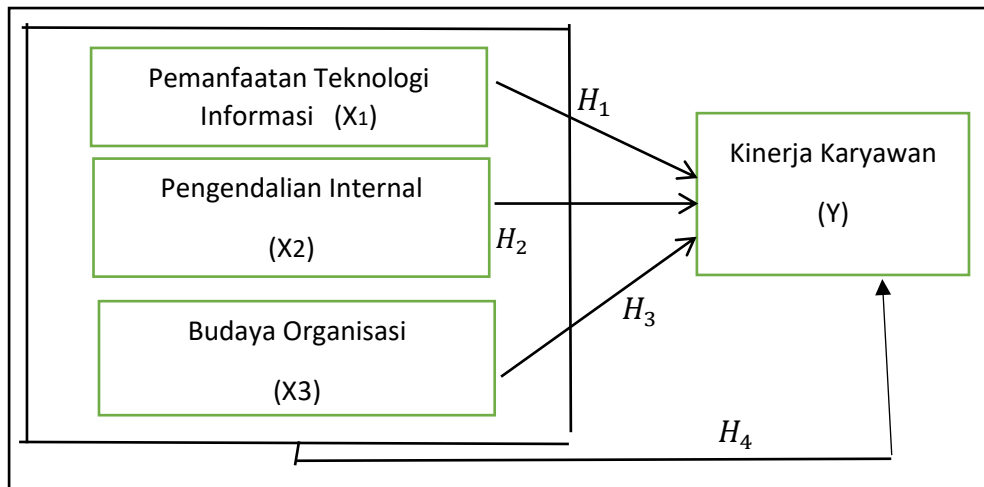 Pemanfaatan Teknologi
Informasi (X1)
H1
Pengendalian Internal
(X2)
H2
Kinerja Karyawan
(Y)
Budaya Organisasi
(X3)
H3
H4